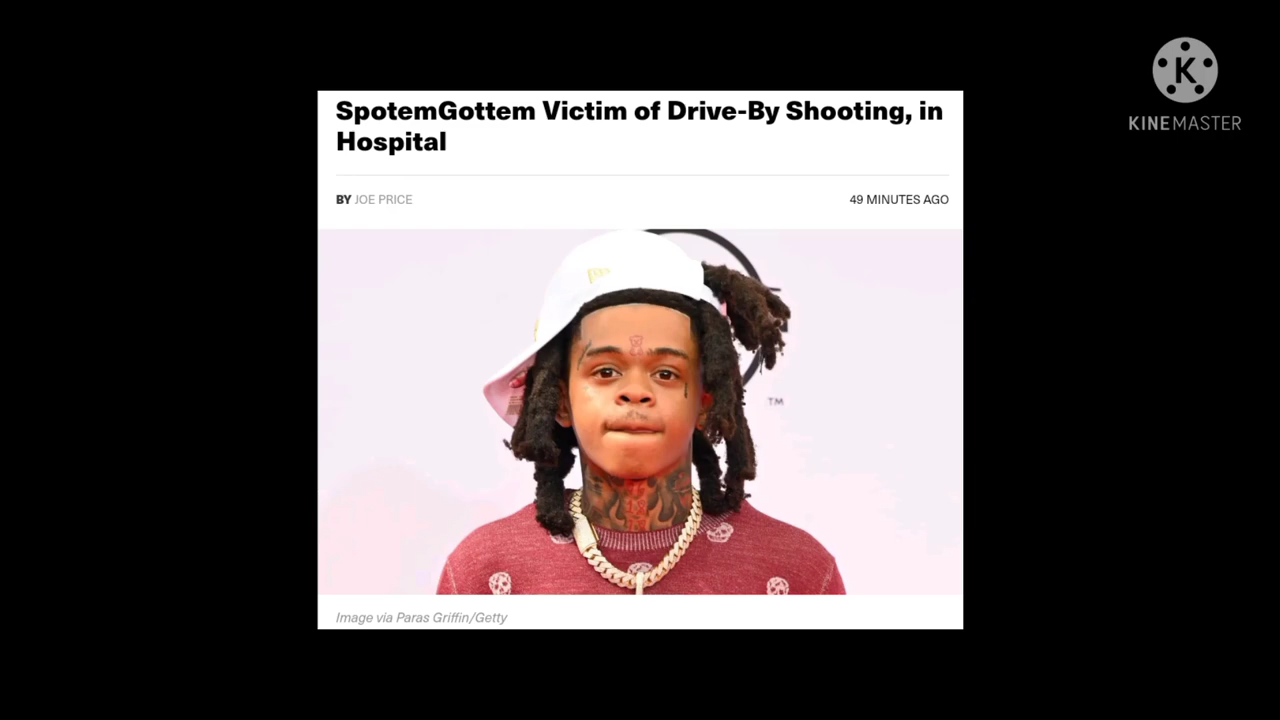 SpotemGottem Victim of Drive-By Shooting, in
Hospital
BY JOE PRICE
49 MINUTES AGO
TM
Image via Paras Griffin/Getty
K
KINEMASTER